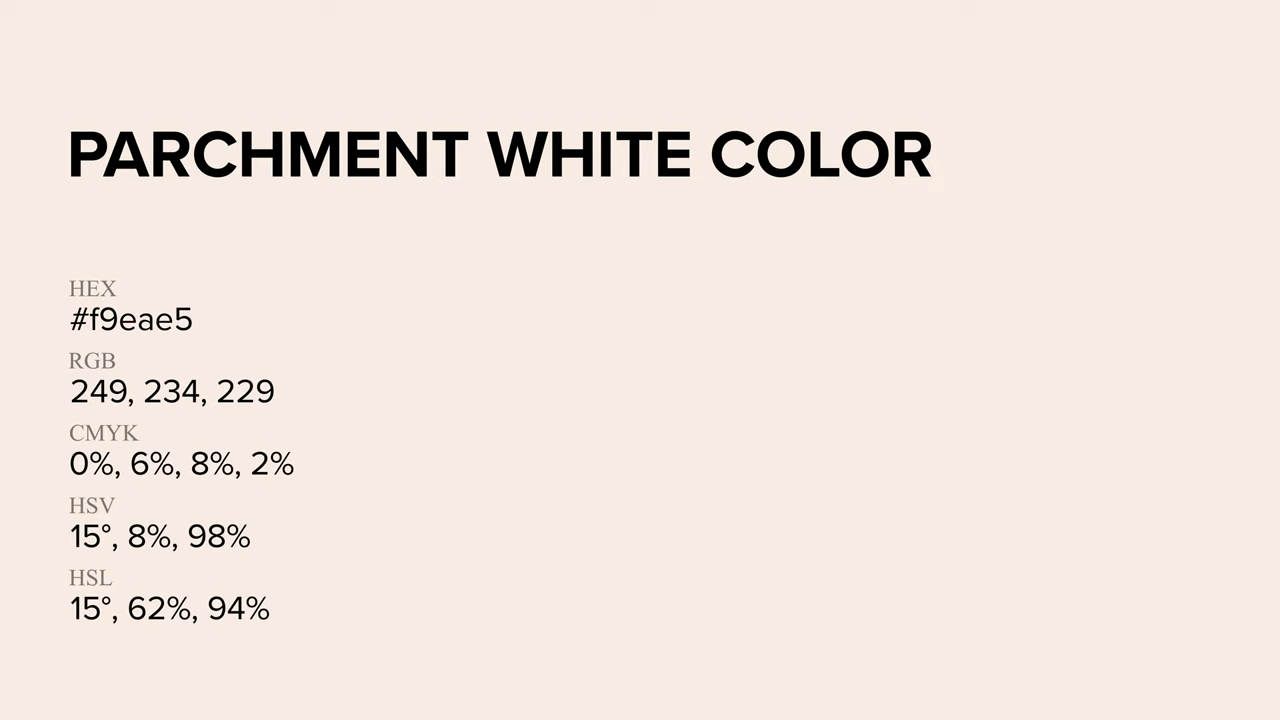 PARCHMENT WHITE COLOR
HEX
#f9eae5
RGB
249, 234, 229
CMYK
0%, 6%, 8%, 2%
HSV
15°, 8%, 98%
HSL
15°, 62%, 94%